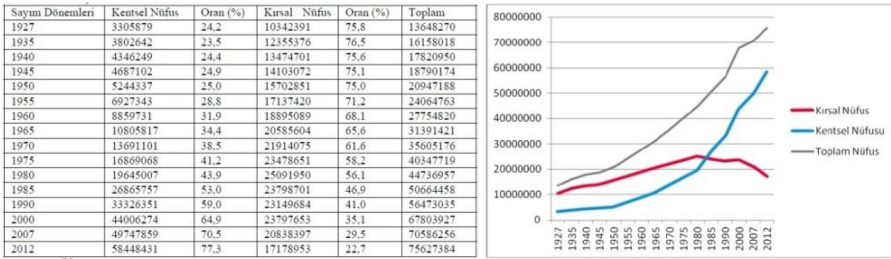 Sayım Dönemleri Kentsel Nüfus Oran (%) Kırsal Nüfus Oran (%) Toplam
1927 3305879 24,2 10342391 75,8 13648270
1935 3802642 23,5 12355376 76,5 16158018
1940 4346249 24,4 13474701 75,6 17820950
1945 4687102 24,9 14103072 75,1 18790174
1950 5244337 25,0 15702851 75,0 20947188
1955 6927343 28,8 17137420 71,2 24064763
1960 8859731 31,9 18895089 68,1 27754820
1965 10805817 34,4 20585604 65,6 31391421
1970 13691101 38,5 21914075 61,6 35605176
1975 16869068 41,2 23478651 58,2 40347719
1980 19645007 43,9 25091950 56,1 44736957
1985 26865757 53,0 23798701 46,9 50664458
1990 33326351 59,0 23149684 41,0 56473035
2000 44006274 64,9 23797653 35,1 67803927
2007 49747859 70,5 20838397 29,5 70586256
2012 58448431 77,3 17178953 22,7 75627384
80000000
70000000
60000000
50000000
40000000
30000000
20000000
10000000
0
1927
1935
1940
1945
1950
1955
1960
1965
1970
1975
1980
1985
1990
2000
2007
2012
Kırsal Nüfus
Kentsel Nüfusu
Toplam Nüfus